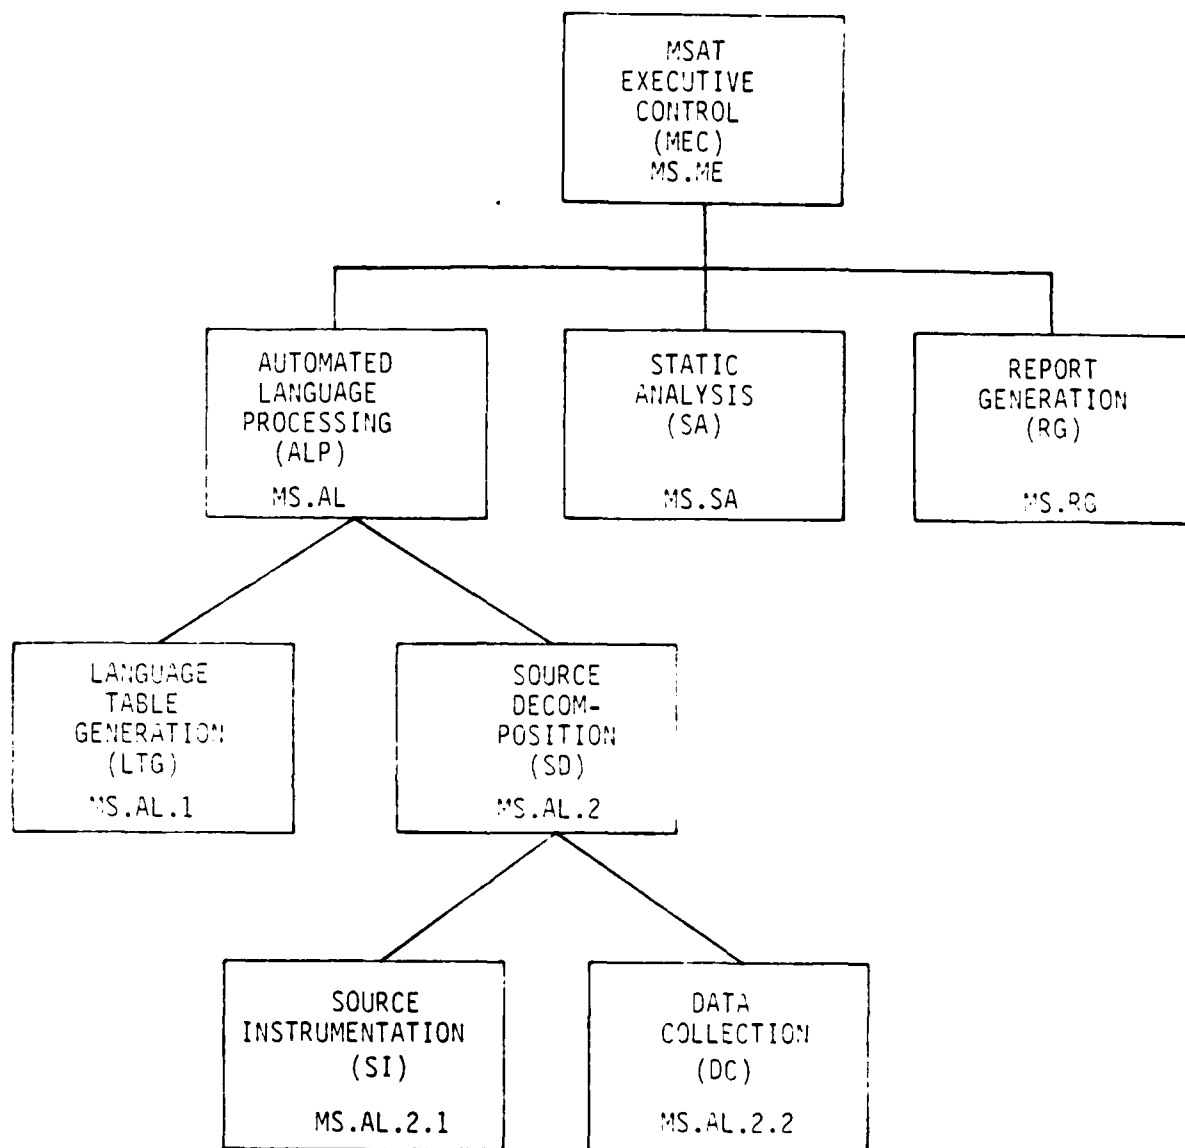 MSAT
EXECUTIVE
CONTROL
(MEC)
MS.ME
AUTOMATED
LANGUAGE
PROCESSING
(ALP)
MS.AL
STATIC
ANALYSIS
(SA)
MS.SA
REPORT
GENERATION
(RG)
MS.RG
LANGUAGE
TABLE
GENERATION
(LTG)
MS.AL.1
SOURCE
DECOM-
POSITION
(SD)
MS.AL.2
SOURCE
INSTRUMENTATION
(SI)
MS.AL.2.1
DATA
COLLECTION
(DC)
MS.AL.2.2